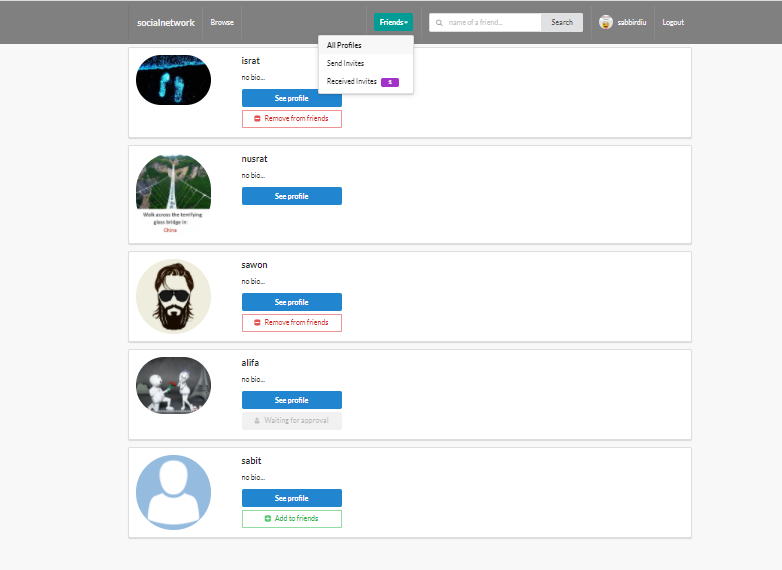 socialnetwork
Browse
Friends
name of a friend...
Search
sabbirdiu
Logout
All Profiles
Send Invites
Received Invites 1
israt
no bio...
See profile
Remove from friends
nusrat
no bio...
See profile
Walk across the terrifying
glass bridge in:
China
sawon
no bio...
See profile
Remove from friends
alifa
no bio...
See profile
Waiting for approval
sabit
no bio...
See profile
Add to friends